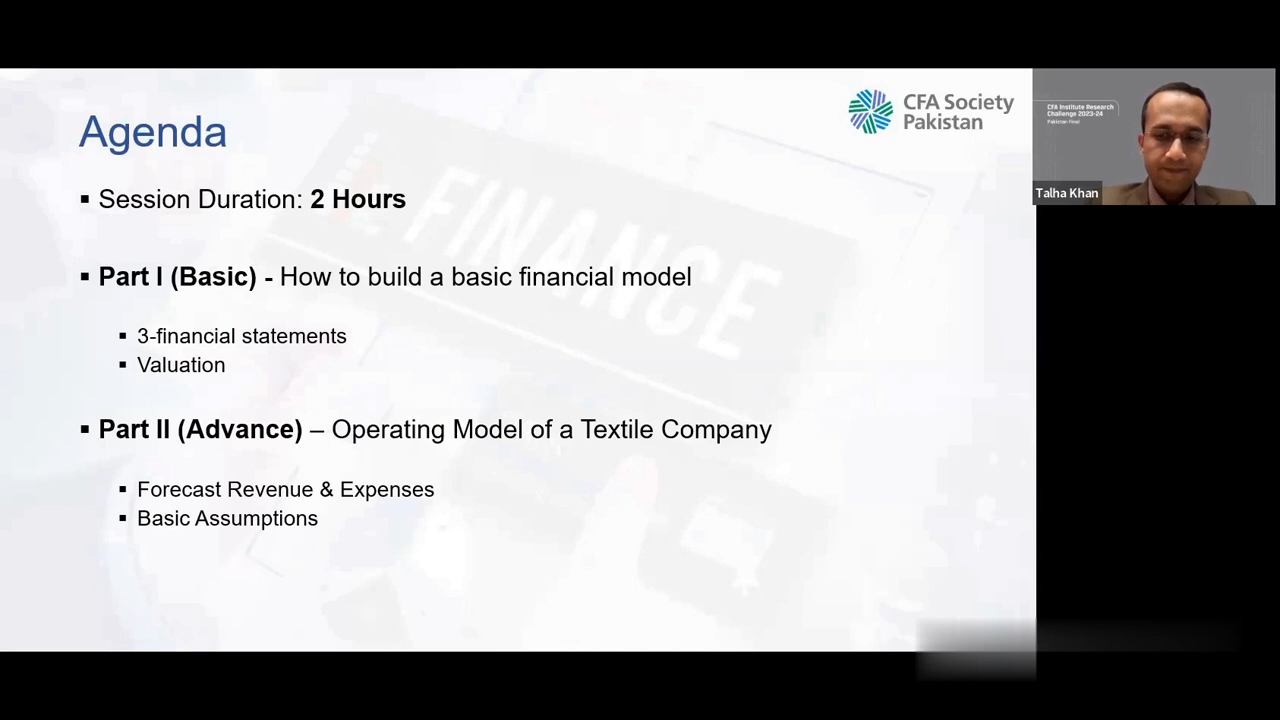 Agenda
CFA Society
Pakistan
CFA Institute Research
Challenge 2023-24
Pakistan Final
Talha Khan
▪ Session Duration: 2 Hours
FINANCE
▪ Part I (Basic) - How to build a basic financial model
▪ 3-financial statements
▪ Valuation
▪ Part II (Advance) – Operating Model of a Textile Company
▪ Forecast Revenue & Expenses
▪ Basic Assumptions